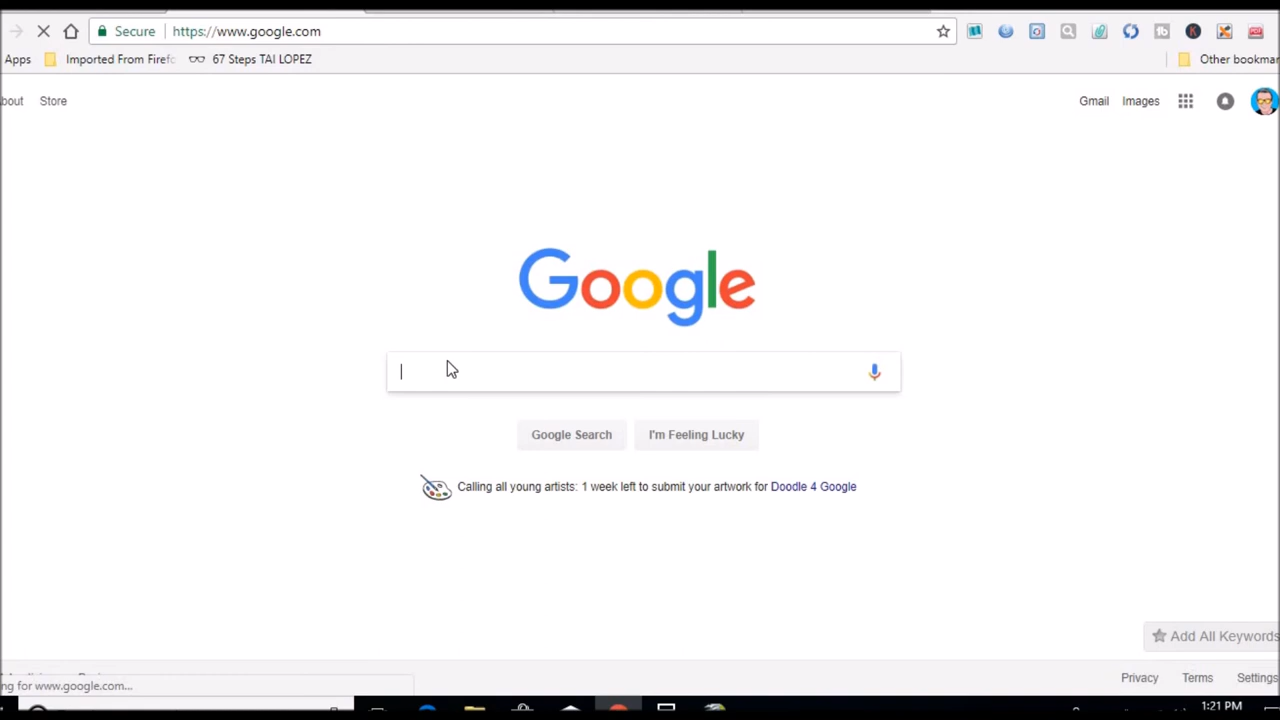 Secure https://www.google.com
Apps Imported From Firefo 67 Steps TAI LOPEZ Other bookmar
bout Store Gmail Images
Google
Google Search I'm Feeling Lucky
Calling all young artists: 1 week left to submit your artwork for Doodle 4 Google
Add All Keywords
Privacy Terms Settings
ng for www.google.com...
1:21 PM